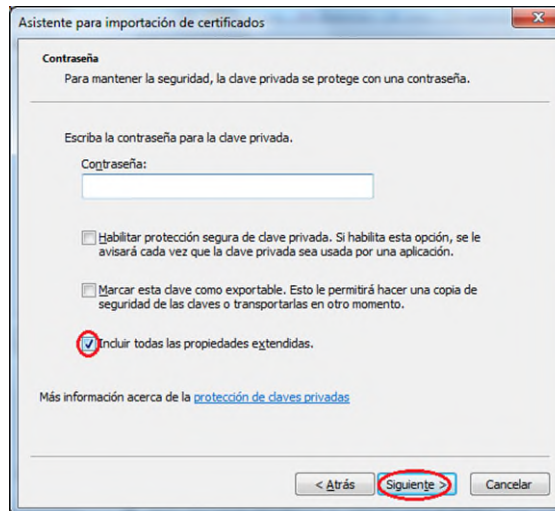 Asistente para importación de certificados
Contraseña
Para mantener la seguridad, la clave privada se protege con una contraseña.
Escriba la contraseña para la clave privada.
Contraseña:
Habilitar protección segura de clave privada. Si habilita esta opción, se le
avisará cada vez que la clave privada sea usada por una aplicación.
Marcar esta clave como exportable. Esto le permitirá hacer una copia de
seguridad de las claves o transportarlas en otro momento.
Incluir todas las propiedades extendidas.
Más información acerca de la protección de claves privadas
< Atrás Siguiente > Cancelar